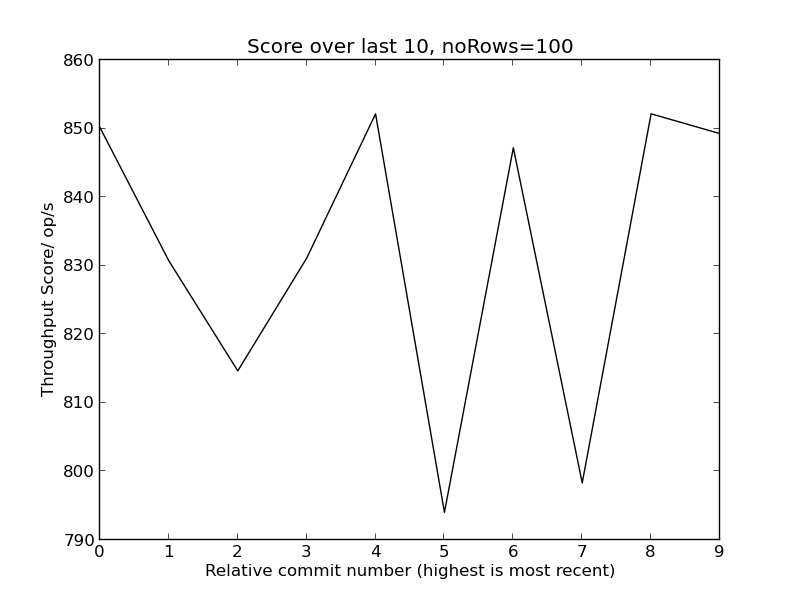 Score over last 10, noRows=100
860
850
840
830
820
810
800
790
Throughput Score/ op/s
0 1 2 3 4 5 6 7 8 9
Relative commit number (highest is most recent)